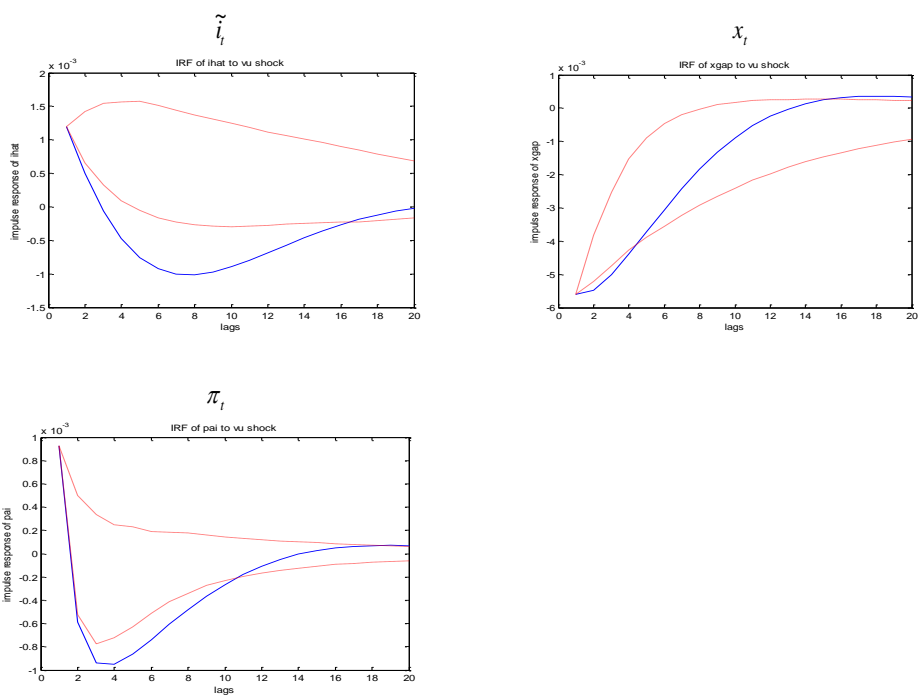 ĩt
IRF of ihat to vu shock
x 10-3
2
1.5
1
0.5
0
-0.5
-1
-1.5
impulse response of ihat
0 2 4 6 8 10 12 14 16 18 20
lags
xt
IRF of xgap to vu shock
x 10-3
1
0
-1
-2
-3
-4
-5
-6
impulse response of xgap
0 2 4 6 8 10 12 14 16 18 20
lags
πt
IRF of pai to vu shock
x 10-3
1
0.8
0.6
0.4
0.2
0
-0.2
-0.4
-0.6
-0.8
-1
impulse response of pai
0 2 4 6 8 10 12 14 16 18 20
lags